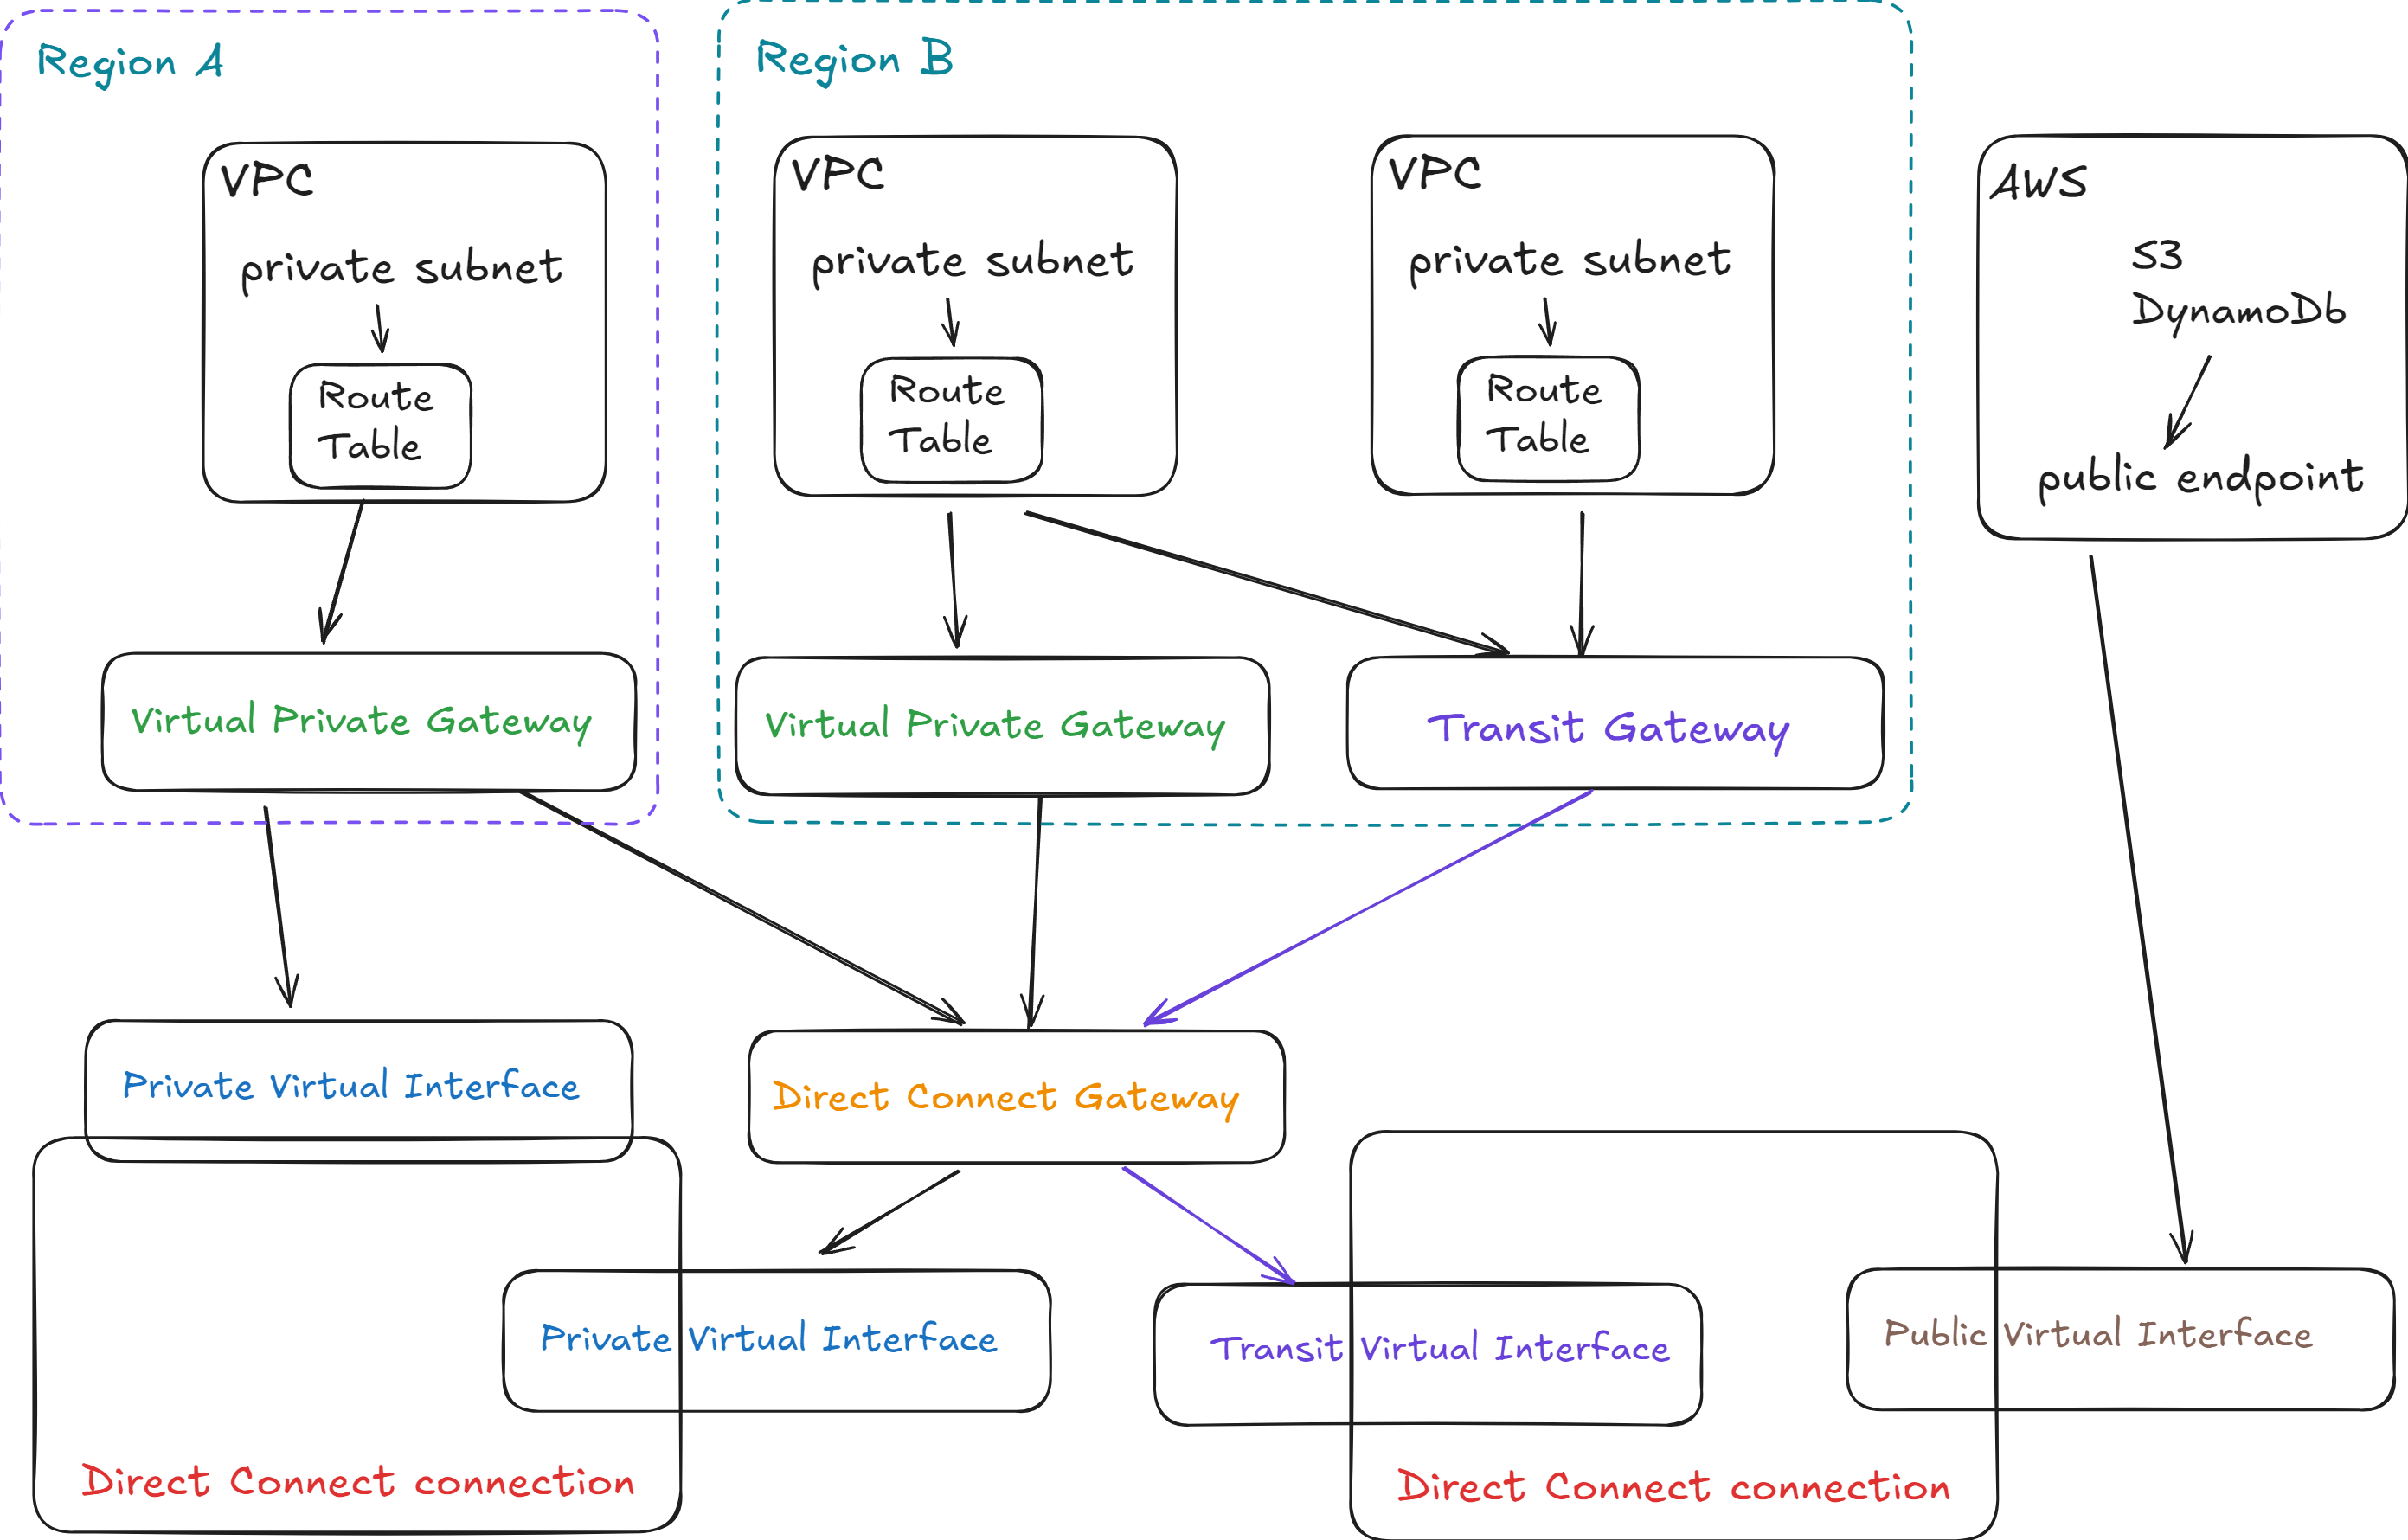 Region A
Region B
VPC
private subnet
Route
Table
VPC
private subnet
Route
Table
VPC
private subnet
Route
Table
AWS
S3
DynamoDb
public endpoint
Virtual Private Gateway
Virtual Private Gateway
Transit Gateway
Private Virtual Interface
Direct Connect Gateway
Private Virtual Interface
Transit Virtual Interface
Public Virtual Interface
Direct Connect connection
Direct Connect connection